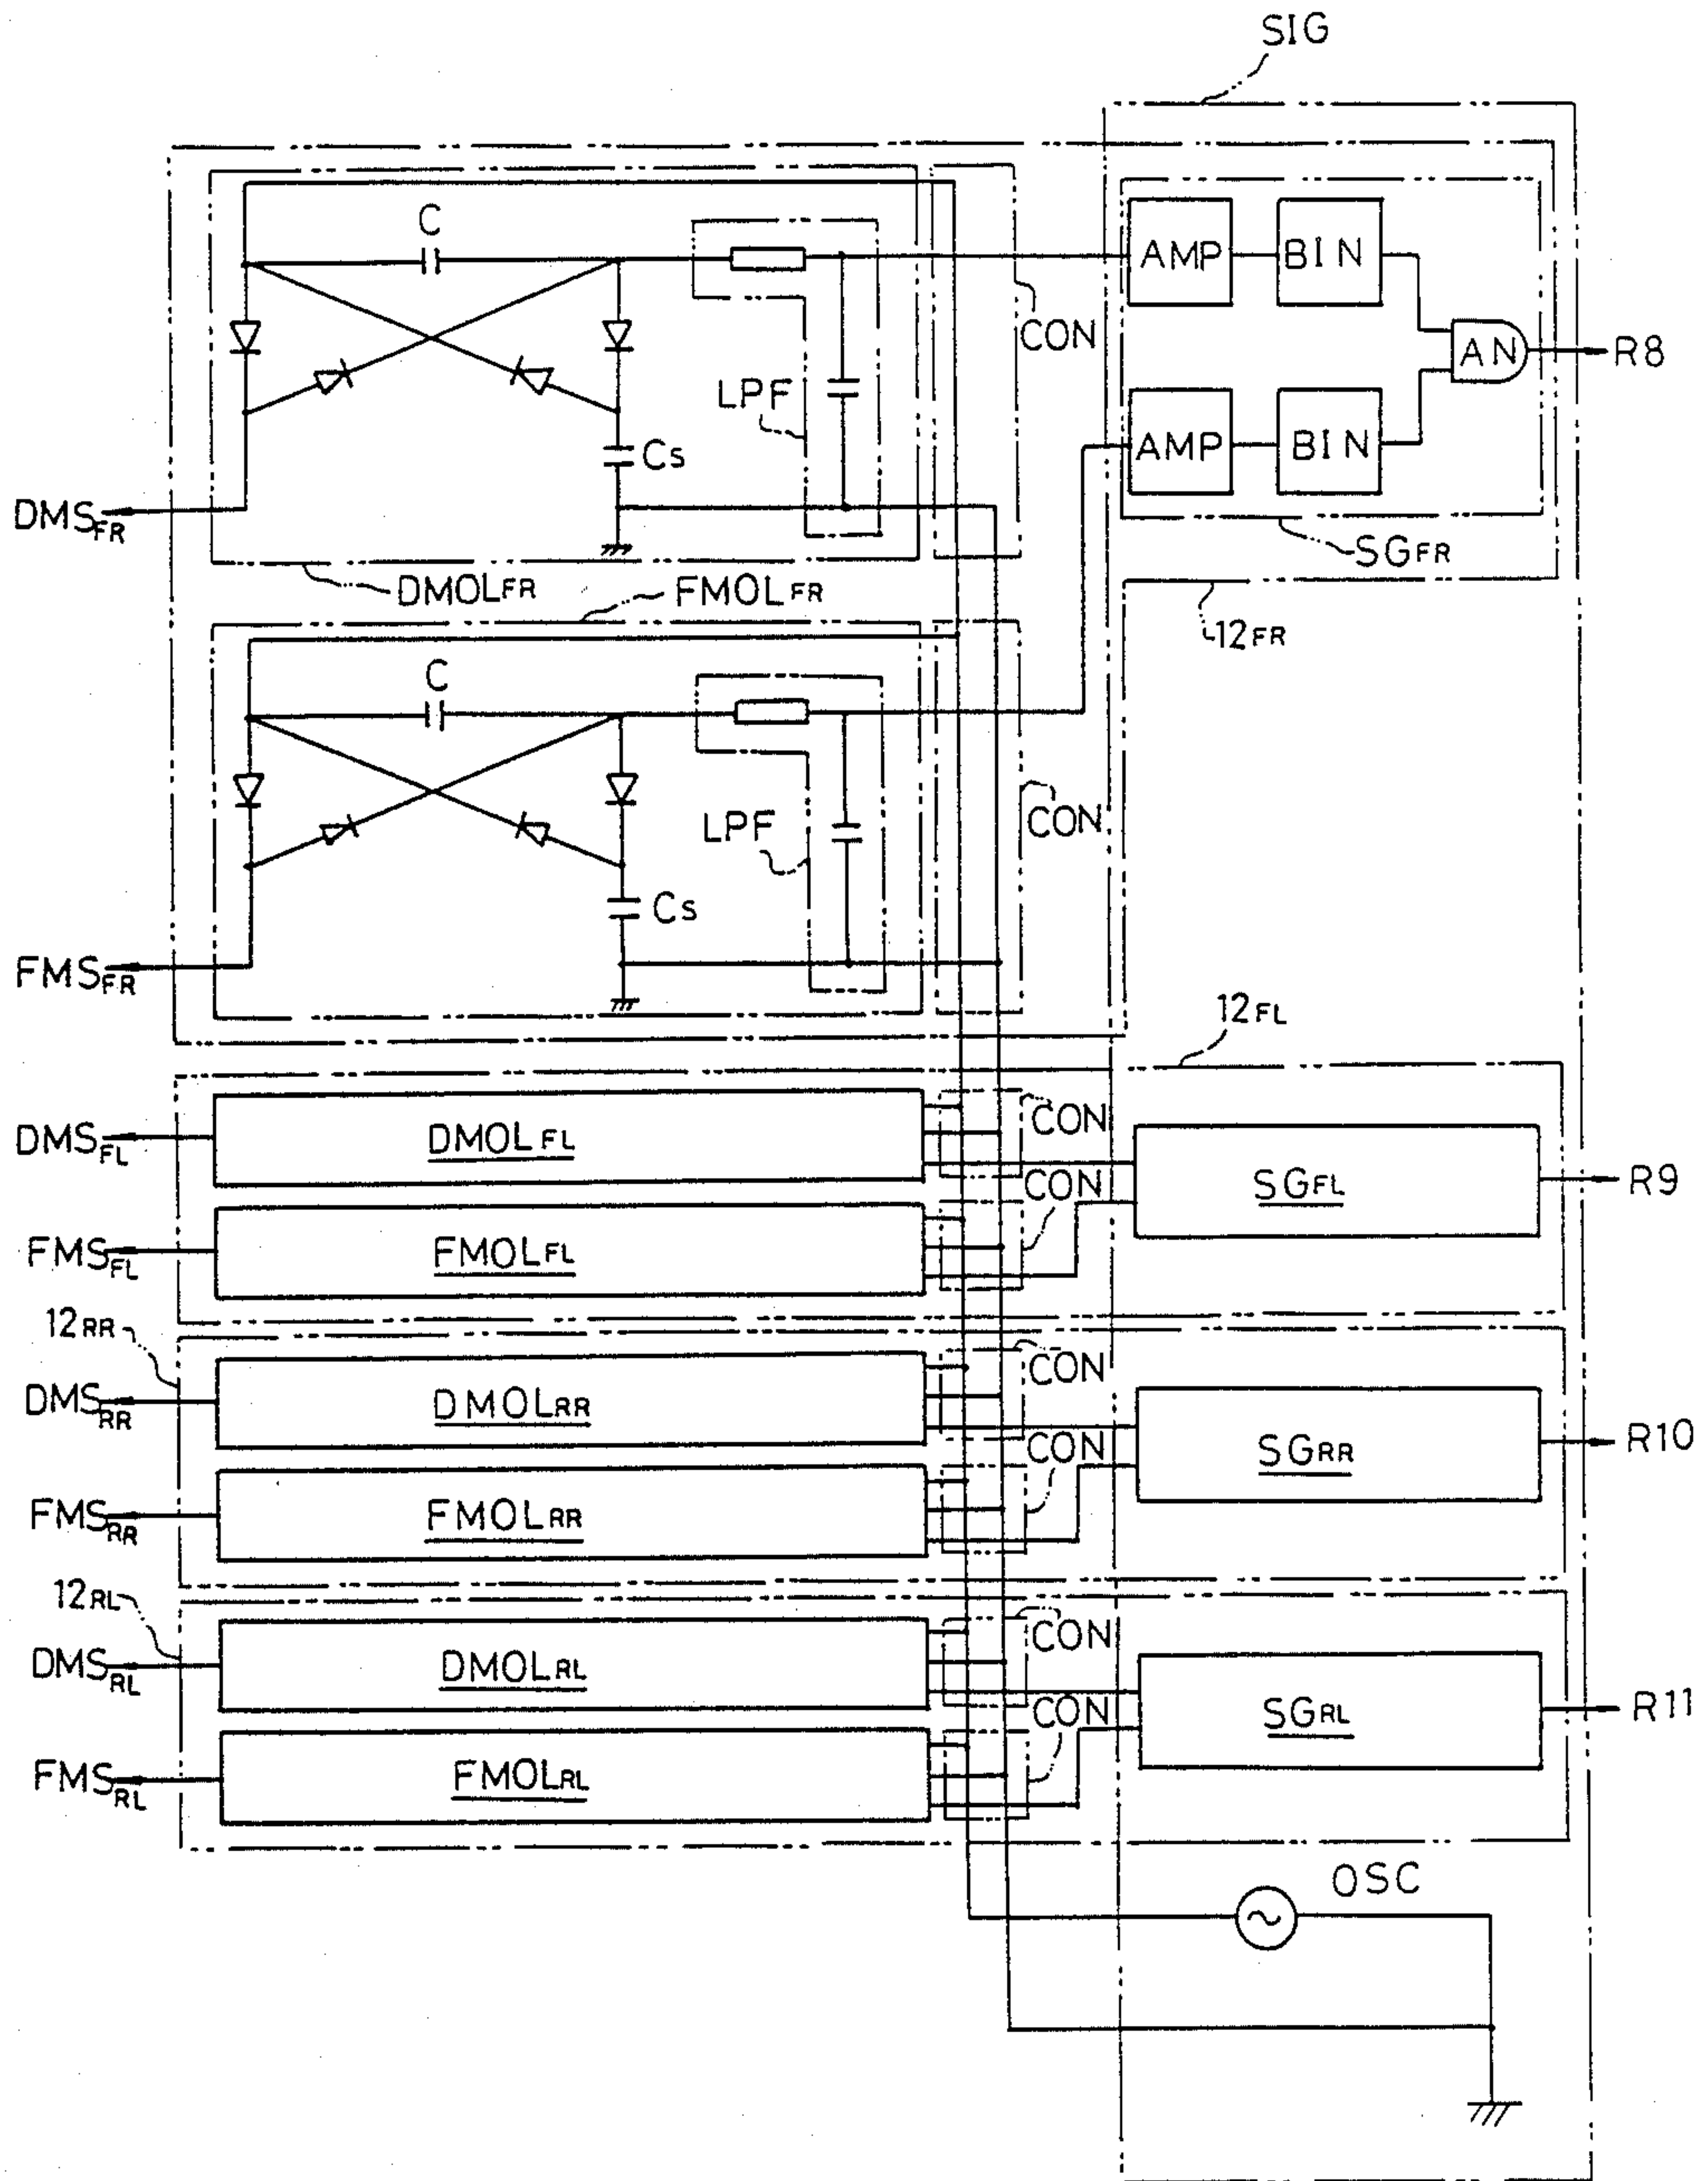 SIG
C
AMP
BIN
CON
AN
R8
LPF
AMP
BIN
Cs
DMSFR
SGFR
DMOLFR
FMOLFR
12FR
C
LPF
CON
Cs
FMSFR
12FL
CON
DMSFL
DMOLFL
CON
SGFL
R9
FMSFL
FMOLFL
12RR
CON
DMSRR
DMOLRR
CON
SGRR
R10
FMSRR
FMOLRR
12RL
CON
DMSRL
DMOLRL
CON
SGRL
R11
FMSRL
FMOLRL
OSC